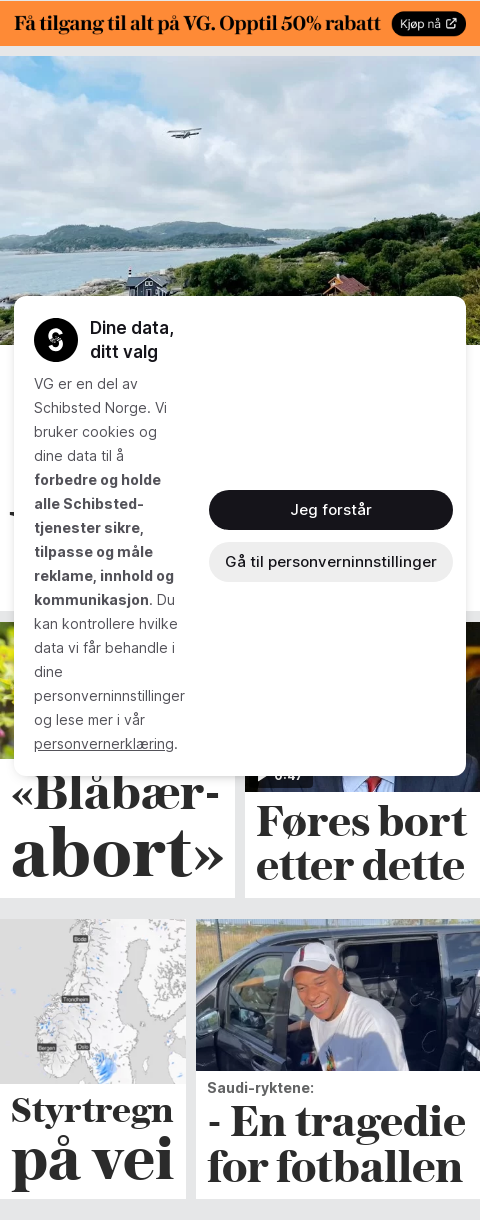 Få tilgang til alt på VG. Opptil 50% rabatt
Kjøp nå
Dine data,
ditt valg
VG er en del av
Schibsted Norge. Vi
bruker cookies og
dine data til å
forbedre og holde
alle Schibsted-
tjenester sikre,
tilpasse og måle
reklame, innhold og
kommunikasjon. Du
kan kontrollere hvilke
data vi får behandle i
dine
personverninnstillinger
og lese mer i vår
personvernerklæring.
Jeg forstår
Gå til personverninnstillinger
«Blåbær-
abort»
0:47
Føres bort
etter dette
Bodø
Trondheim
Bergen
Oslo
Styrtregn
på vei
Saudi-ryktene:
- En tragedie
for fotballen